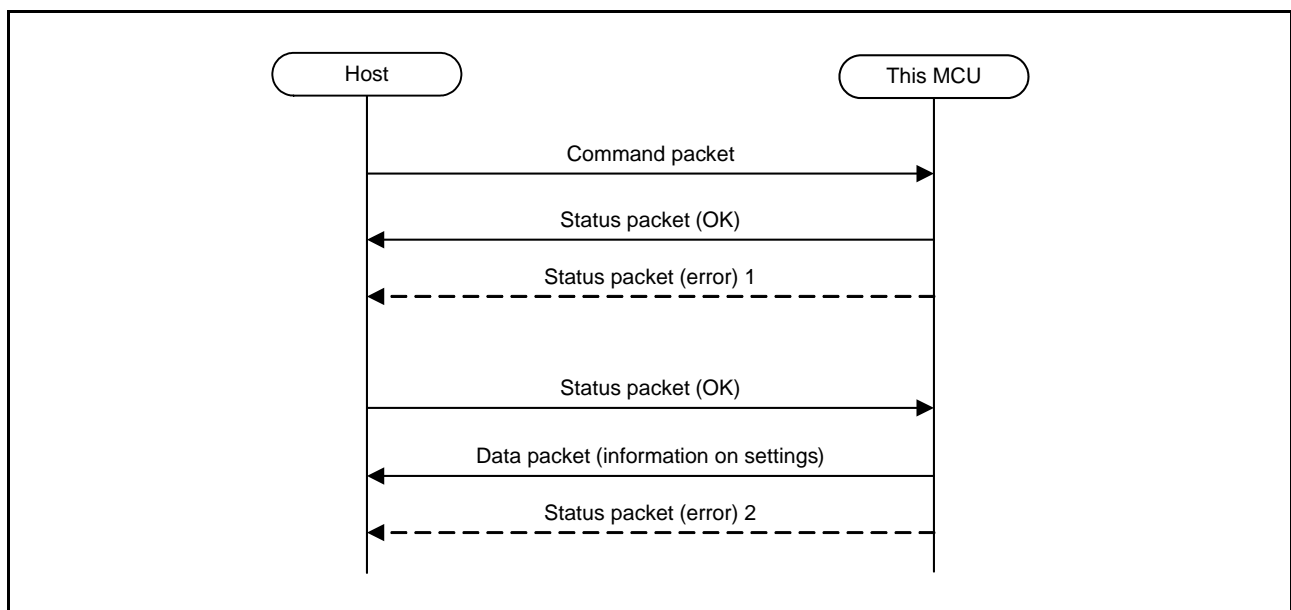 Host
This MCU
Command packet
Status packet (OK)
Status packet (error) 1
Status packet (OK)
Data packet (information on settings)
Status packet (error) 2